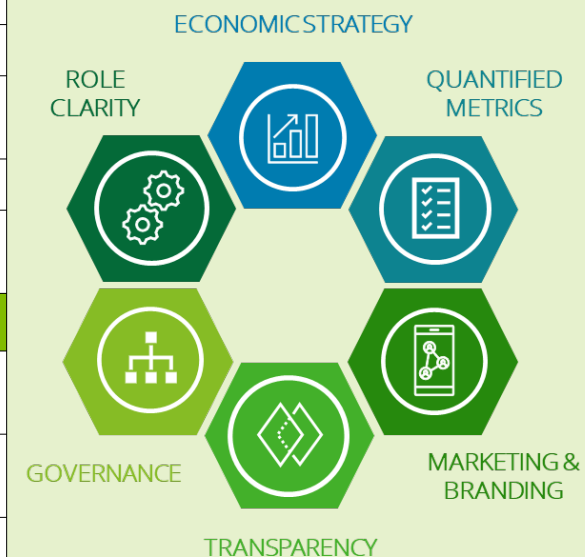 ECONOMIC STRATEGY
ROLE
CLARITY
QUANTIFIED
METRICS
GOVERNANCE
MARKETING &
BRANDING
TRANSPARENCY